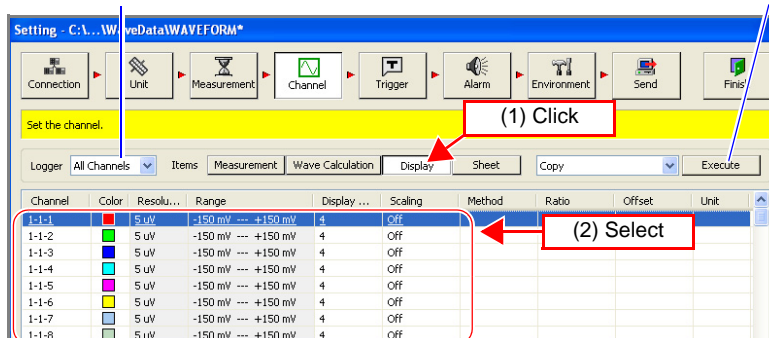 Setting - C:\...\WaveData\WAVEFORM*
Connection Unit Measurement Channel Trigger Alarm Environment Send Finish
Set the channel.
(1) Click
Logger All Channels Items Measurement Wave Calculation Display Sheet Copy Execute
Channel Color Resolu... Range Display ... Scaling Method Ratio Offset Unit
1-1-1 5 uV -150 mV --- +150 mV 4 Off
1-1-2 5 uV -150 mV --- +150 mV 4 Off
(2) Select
1-1-3 5 uV -150 mV --- +150 mV 4 Off
1-1-4 5 uV -150 mV --- +150 mV 4 Off
1-1-5 5 uV -150 mV --- +150 mV 4 Off
1-1-6 5 uV -150 mV --- +150 mV 4 Off
1-1-7 5 uV -150 mV --- +150 mV 4 Off
1-1-8 5 uV -150 mV --- +150 mV 4 Off